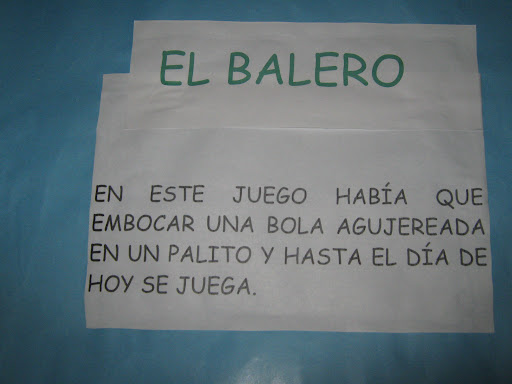 EL BALERO
EN ESTE JUEGO HABÍA QUE
EMBOCAR UNA BOLA AGUJEREADA
EN UN PALITO Y HASTA EL DÍA DE
HOY SE JUEGA.